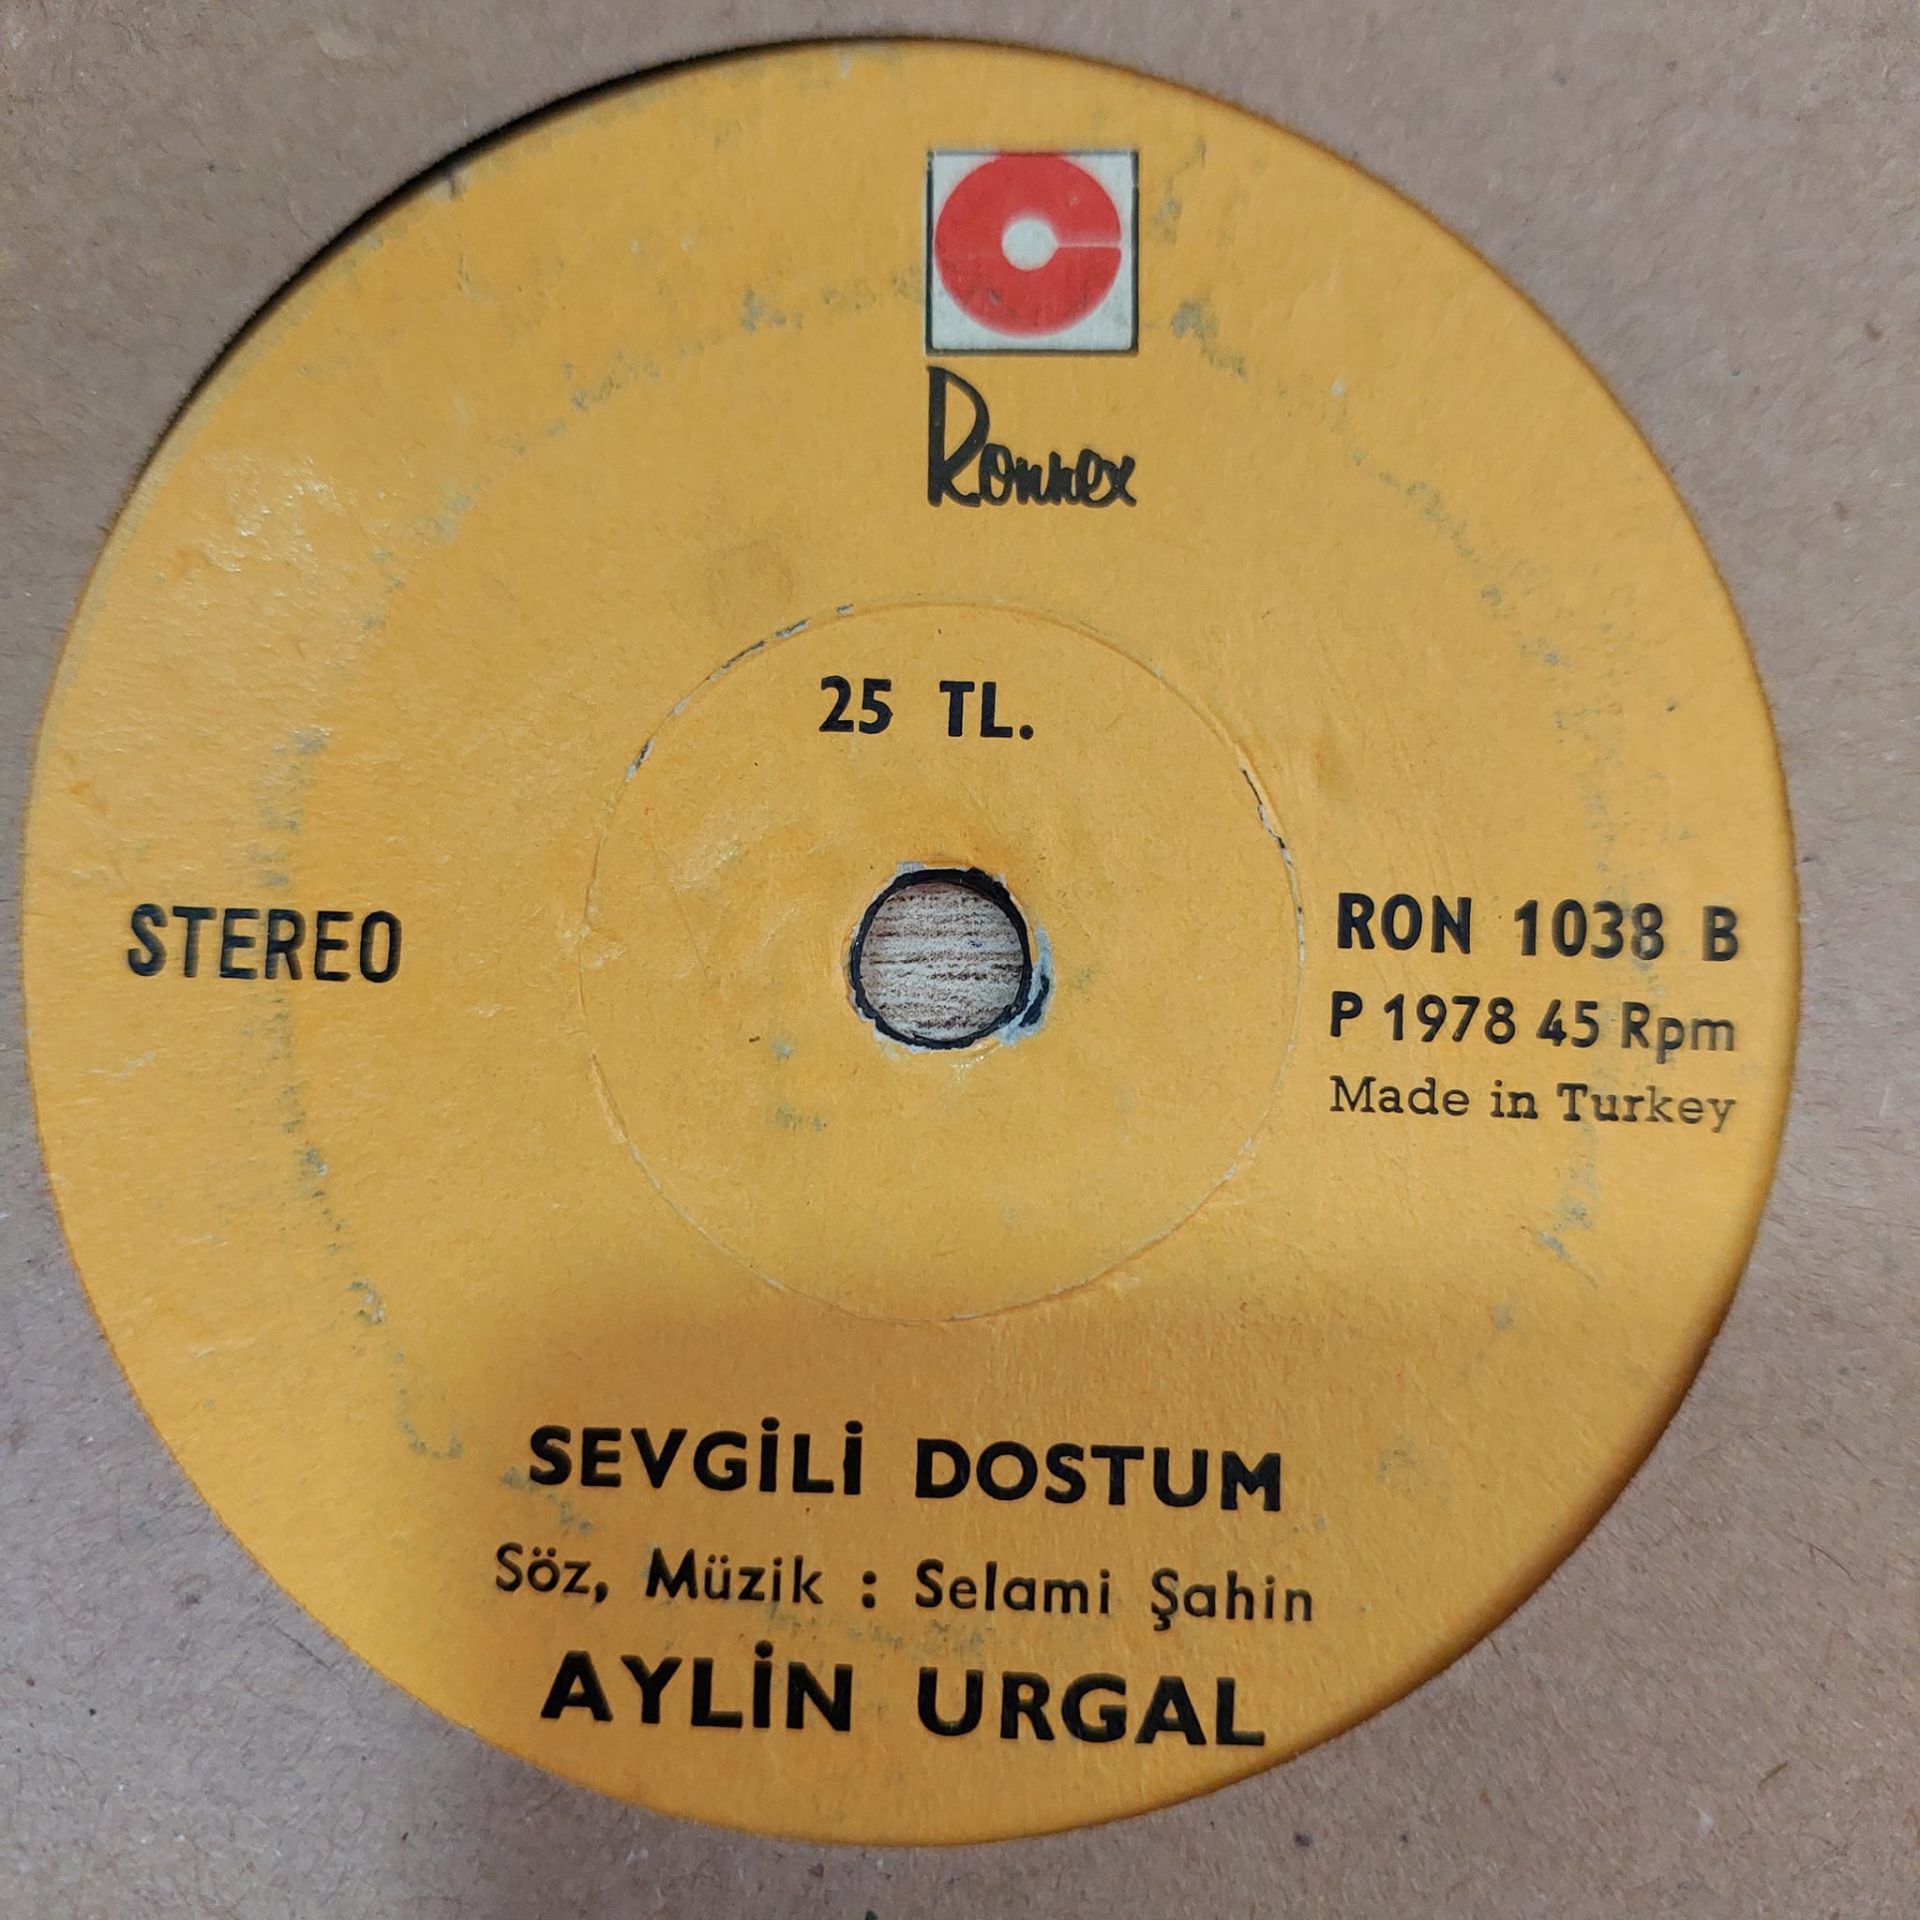 Ronnex
25 TL.
STEREO
RON 1038 B
P 1978 45 Rpm
Made in Turkey
SEVGİLİ DOSTUM
Söz, Müzik : Selami Şahin
AYLİN URGAL